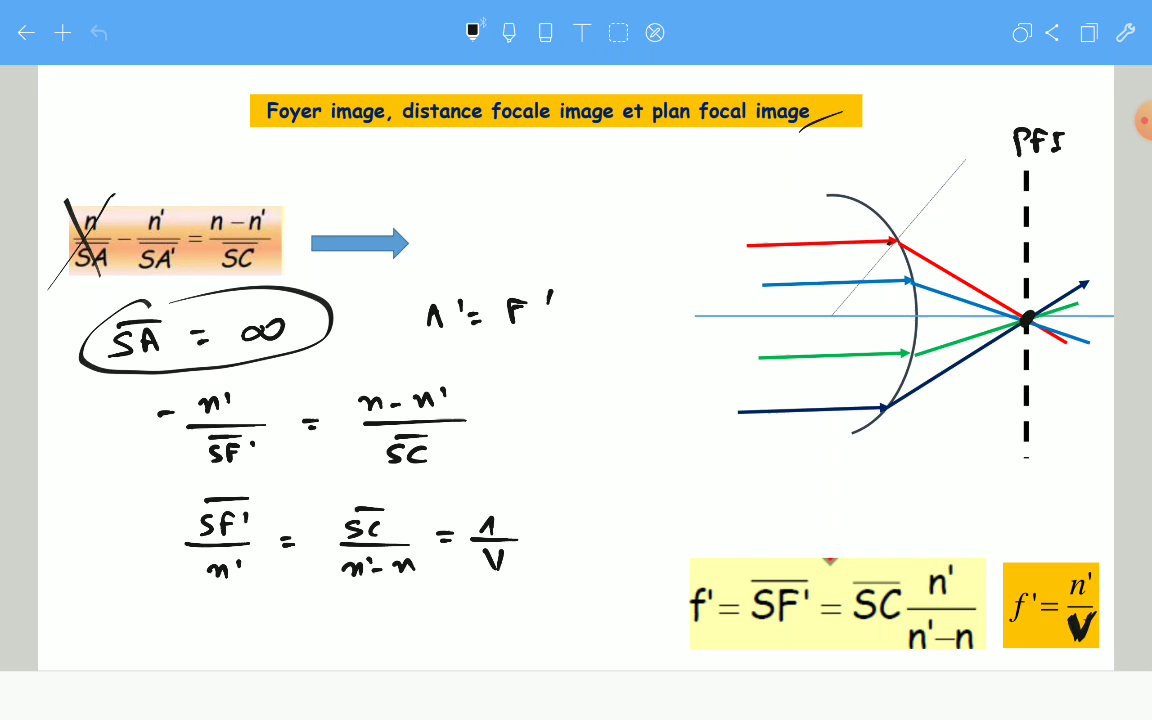 Foyer image, distance focale image et plan focal image
PFI
n/SA − n'/SA' = n − n'/SC
SA = ∞
A' = F'
- n'/SF' = n - n'/SC
SF'/n' = SC/n'- n = 1/V
f' = SF' = SC n'/n'−n
f' = n'/V